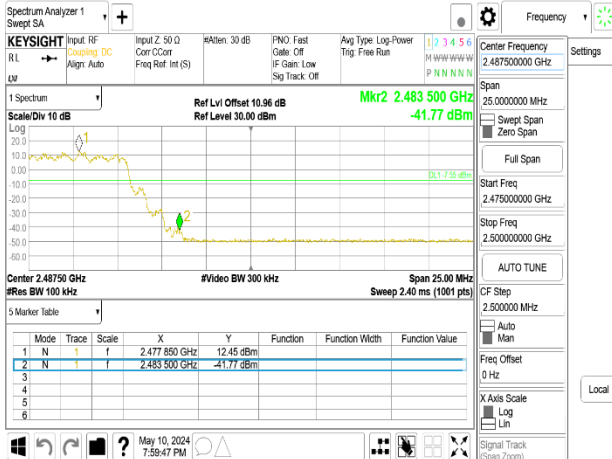 Spectrum Analyzer 1
Swept SA
+
Frequency
Settings
KEYSIGHT
RL
Input: RF
Coupling: DC
Align: Auto
Input Z: 50 Ω
Corr CCorr
Freq Ref: Int (S)
#Atten: 30 dB
PNO: Fast
Gate: Off
IF Gain: Low
Sig Track: Off
Avg Type: Log-Power
Trig: Free Run
1 2 3 4 5 6
M W W W W W
P N N N N N
1 Spectrum
Scale/Div 10 dB
Log
Ref Lvl Offset 10.96 dB
Ref Level 30.00 dBm
Mkr2 2.483 500 GHz
-41.77 dBm
20.0
10.0
0.00
-10.0
-20.0
-30.0
-40.0
-50.0
-60.0
1
2
DL1 -7.55 dBm
Center 2.48750 GHz
#Res BW 100 kHz
#Video BW 300 kHz
Span 25.00 MHz
Sweep 2.40 ms (1001 pts)
5 Marker Table
Mode Trace Scale X Y Function Function Width Function Value
1 N 1 f 2.477 850 GHz 12.45 dBm
2 N 1 f 2.483 500 GHz -41.77 dBm
3
4
5
6
May 10, 2024
7:59:47 PM
?
Center Frequency
2.487500000 GHz
Span
25.0000000 MHz
Swept Span
Zero Span
Full Span
Start Freq
2.475000000 GHz
Stop Freq
2.500000000 GHz
AUTO TUNE
CF Step
2.500000 MHz
Auto
Man
Freq Offset
0 Hz
X Axis Scale
Log
Lin
Signal Track
(Span Zoom)
Local